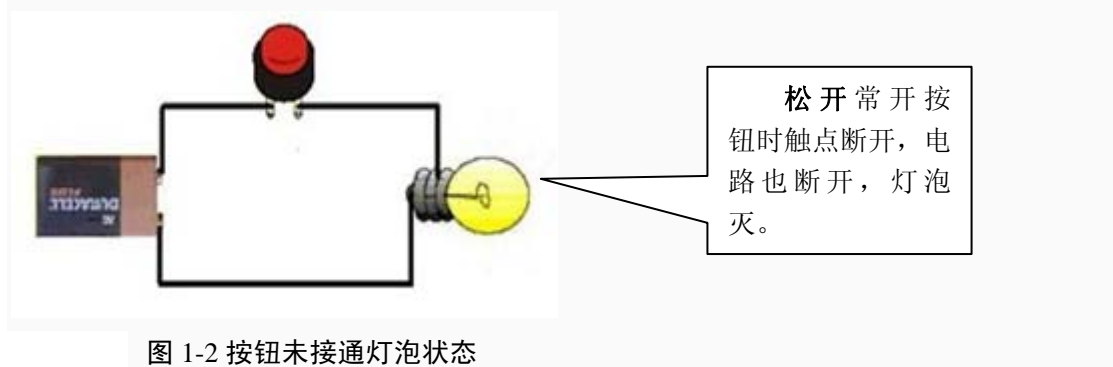 松开常开按
钮时触点断开，电
路也断开，灯泡
灭。
DURACELL
图 1-2 按钮未接通灯泡状态